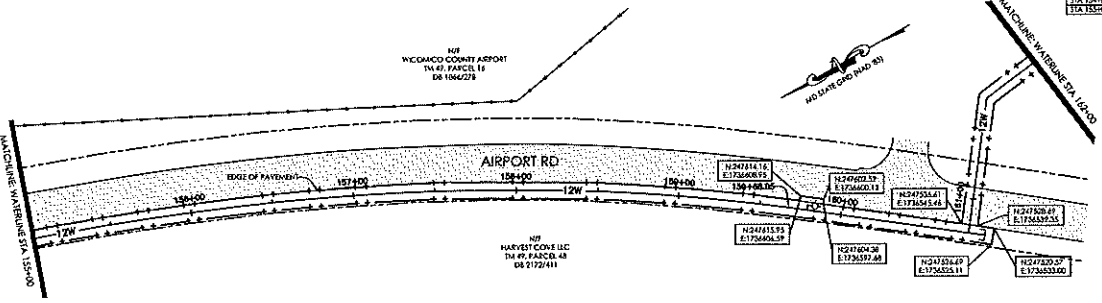 N/F
WICOMICO COUNTY AIRPORT
TM 47, PARCEL 16
DB 1066/278
MD STATE GRID (NAD '83)
MATCHLINE: WATERLINE STA. 162+00
12W
MATCHLINE: WATERLINE STA. 155+00
AIRPORT RD
EDGE OF PAVEMENT
156+00
157+00
158+00
159+00
159+88.05
160+00
161+00
12W
12W
N:247614.16
E:1736608.95
N:247602.52
E:1736600.13
N:247535.61
E:1736545.46
N:247528.69
E:1736539.35
N:247615.95
E:1736606.59
N:247604.38
E:1736597.68
N:247526.69
E:1736525.11
N:247520.57
E:1736533.00
N/F
HARVEST COVE LLC
TM 49, PARCEL 48
DB 2172/411